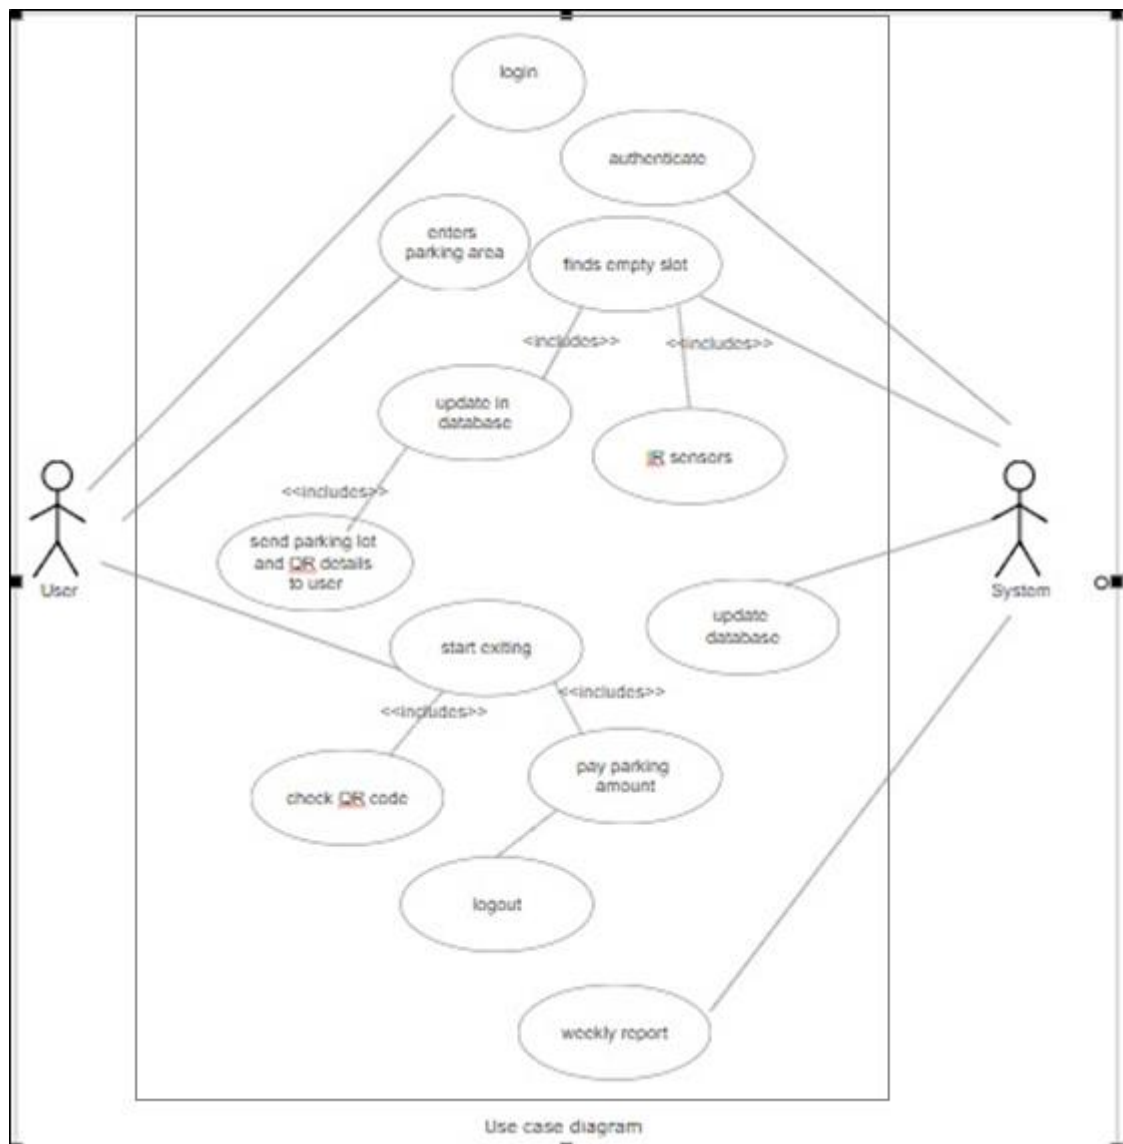 login
authenticate
enters
parking area
finds empty slot
<<includes>>
<<includes>>
update in
database
IR sensors
<<includes>>
send parking lot
and QR details
to user
User
System
update
database
start exiting
<<includes>>
<<includes>>
pay parking
amount
check QR code
logout
weekly report
Use case diagram